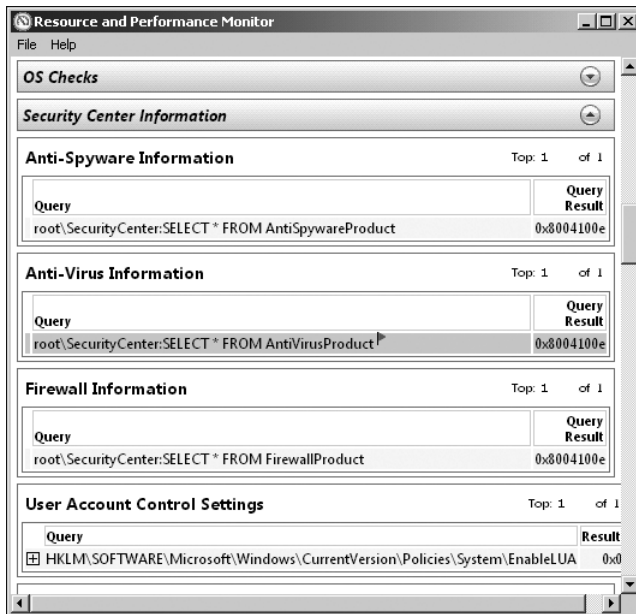 Resource and Performance Monitor
File Help
OS Checks
Security Center Information
Anti-Spyware Information Top: 1 of 1
Query Query Result
root\SecurityCenter:SELECT * FROM AntiSpywareProduct 0x8004100e
Anti-Virus Information Top: 1 of 1
Query Query Result
root\SecurityCenter:SELECT * FROM AntiVirusProduct 0x8004100e
Firewall Information Top: 1 of 1
Query Query Result
root\SecurityCenter:SELECT * FROM FirewallProduct 0x8004100e
User Account Control Settings Top: 1 of 1
Query Result
HKLM\SOFTWARE\Microsoft\Windows\CurrentVersion\Policies\System\EnableLUA 0x0